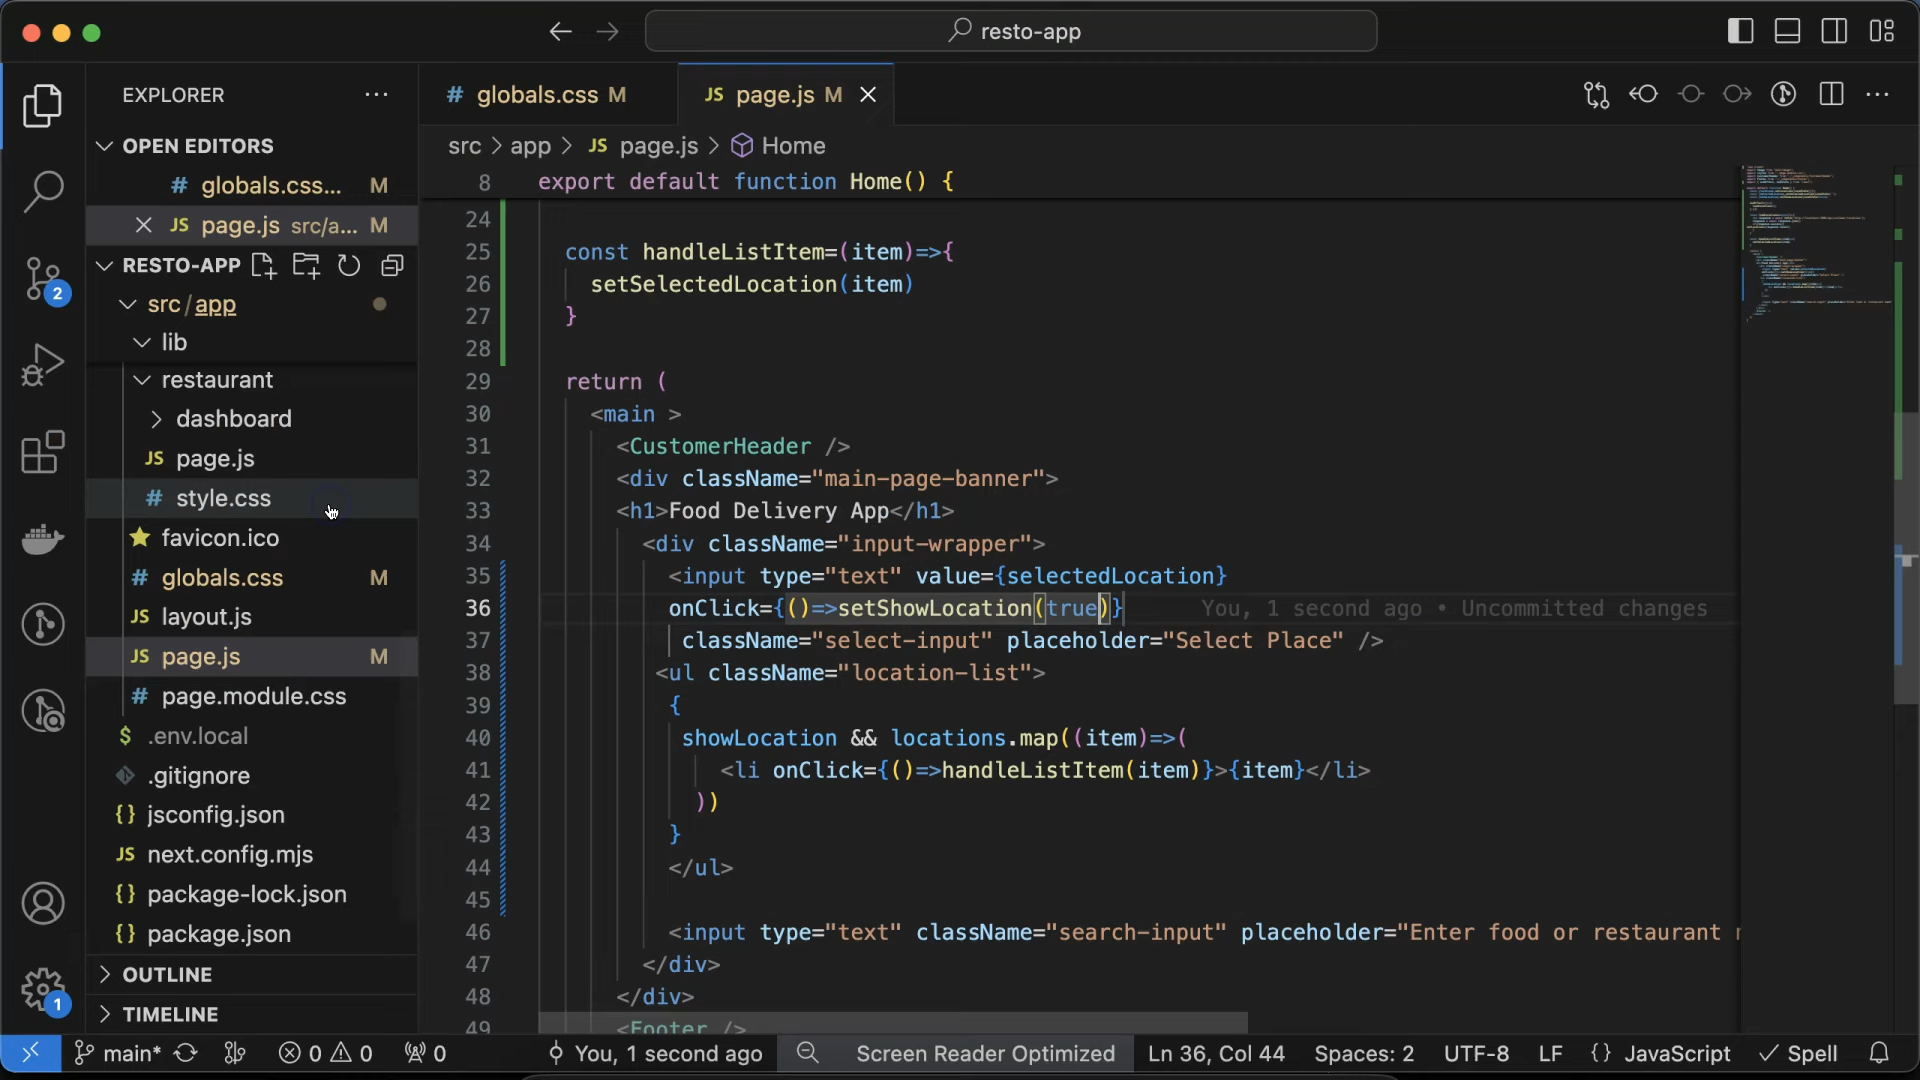 resto-app
EXPLORER
OPEN EDITORS
# globals.css... M
JS page.js src/a... M
RESTO-APP
src/app
lib
restaurant
dashboard
JS page.js
# style.css
favicon.ico
# globals.css M
JS layout.js
JS page.js M
# page.module.css
$ .env.local
.gitignore
{} jsconfig.json
JS next.config.mjs
{} package-lock.json
{} package.json
OUTLINE
TIMELINE
2
1
# globals.css M
JS page.js M
src > app > JS page.js > Home
8 export default function Home() {
24
25 const handleListItem=(item)=>{
26 setSelectedLocation(item)
27 }
28
29 return (
30 <main >
31 <CustomerHeader />
32 <div className="main-page-banner">
33 <h1>Food Delivery App</h1>
34 <div className="input-wrapper">
35 <input type="text" value={selectedLocation}
36 onClick={()=>setShowLocation(true)} You, 1 second ago • Uncommitted changes
37 className="select-input" placeholder="Select Place" />
38 <ul className="location-list">
39 {
40 showLocation && locations.map((item)=>(
41 <li onClick={()=>handleListItem(item)}>{item}</li>
42 ))
43 }
44 </ul>
45
46 <input type="text" className="search-input" placeholder="Enter food or restaurant
47 </div>
48 </div>
49 <Footer />
main* 0 0 0 You, 1 second ago Screen Reader Optimized Ln 36, Col 44 Spaces: 2 UTF-8 LF {} JavaScript Spell